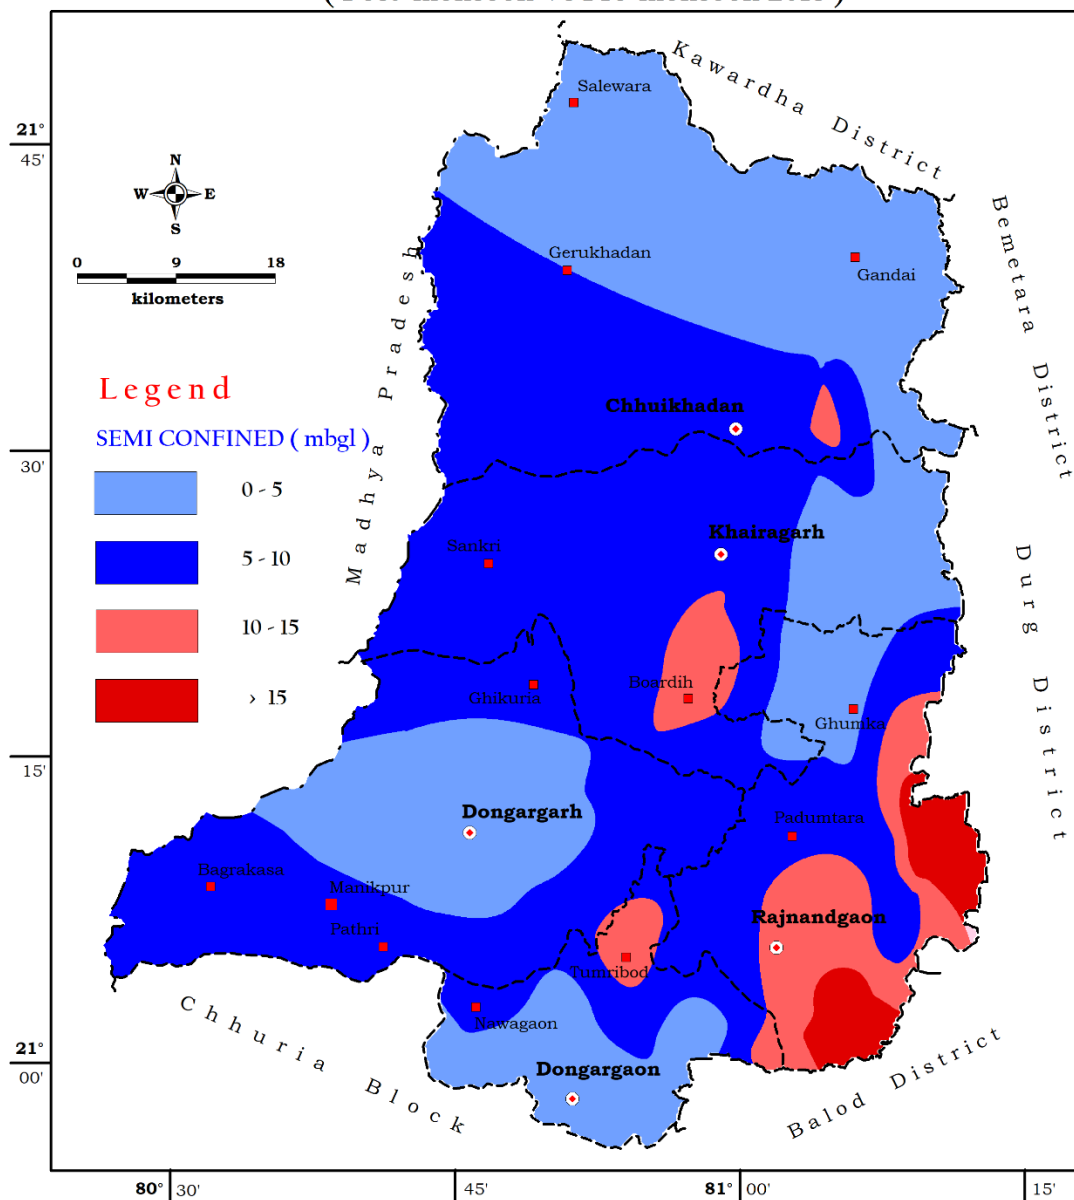 Kawardha District
Salewara
21°
45'
N
W E
S
Bemetara District
Gerukhadan
Gandai
0 9 18
kilometers
Madhya Pradesh
Legend
Chhuikhadan
SEMI CONFINED ( mbgl )
30'
0 - 5
Khairagarh
Sankri
5 - 10
Durg District
10 - 15
Ghikuria
Boardih
> 15
Ghumka
15'
Dongargarh
Padumtara
Bagrakasa
Manikpur
Rajnandgaon
Pathri
Tumribod
Chhuria Block
Nawagaon
21°
00'
Dongargaon
Balod District
80° 30' 45' 81° 00' 15'